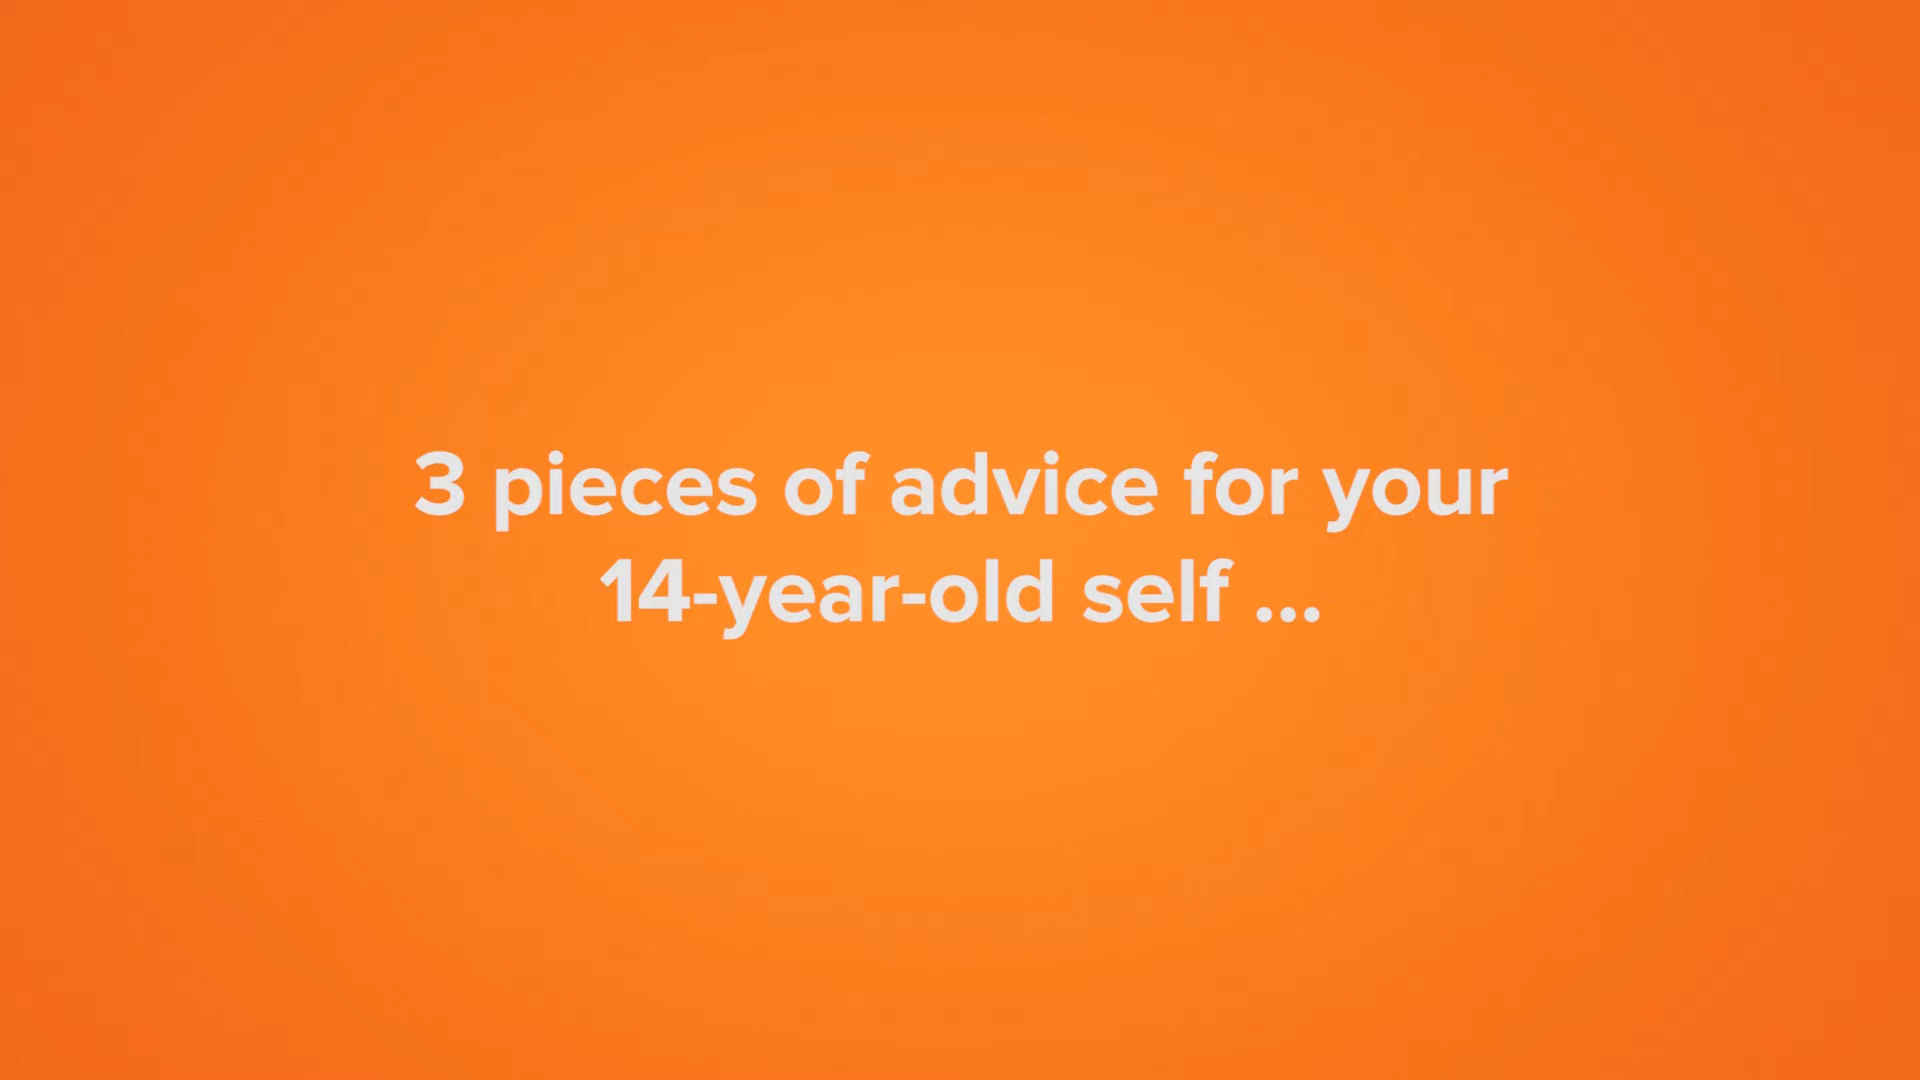 3 pieces of advice for your
14-year-old self ...